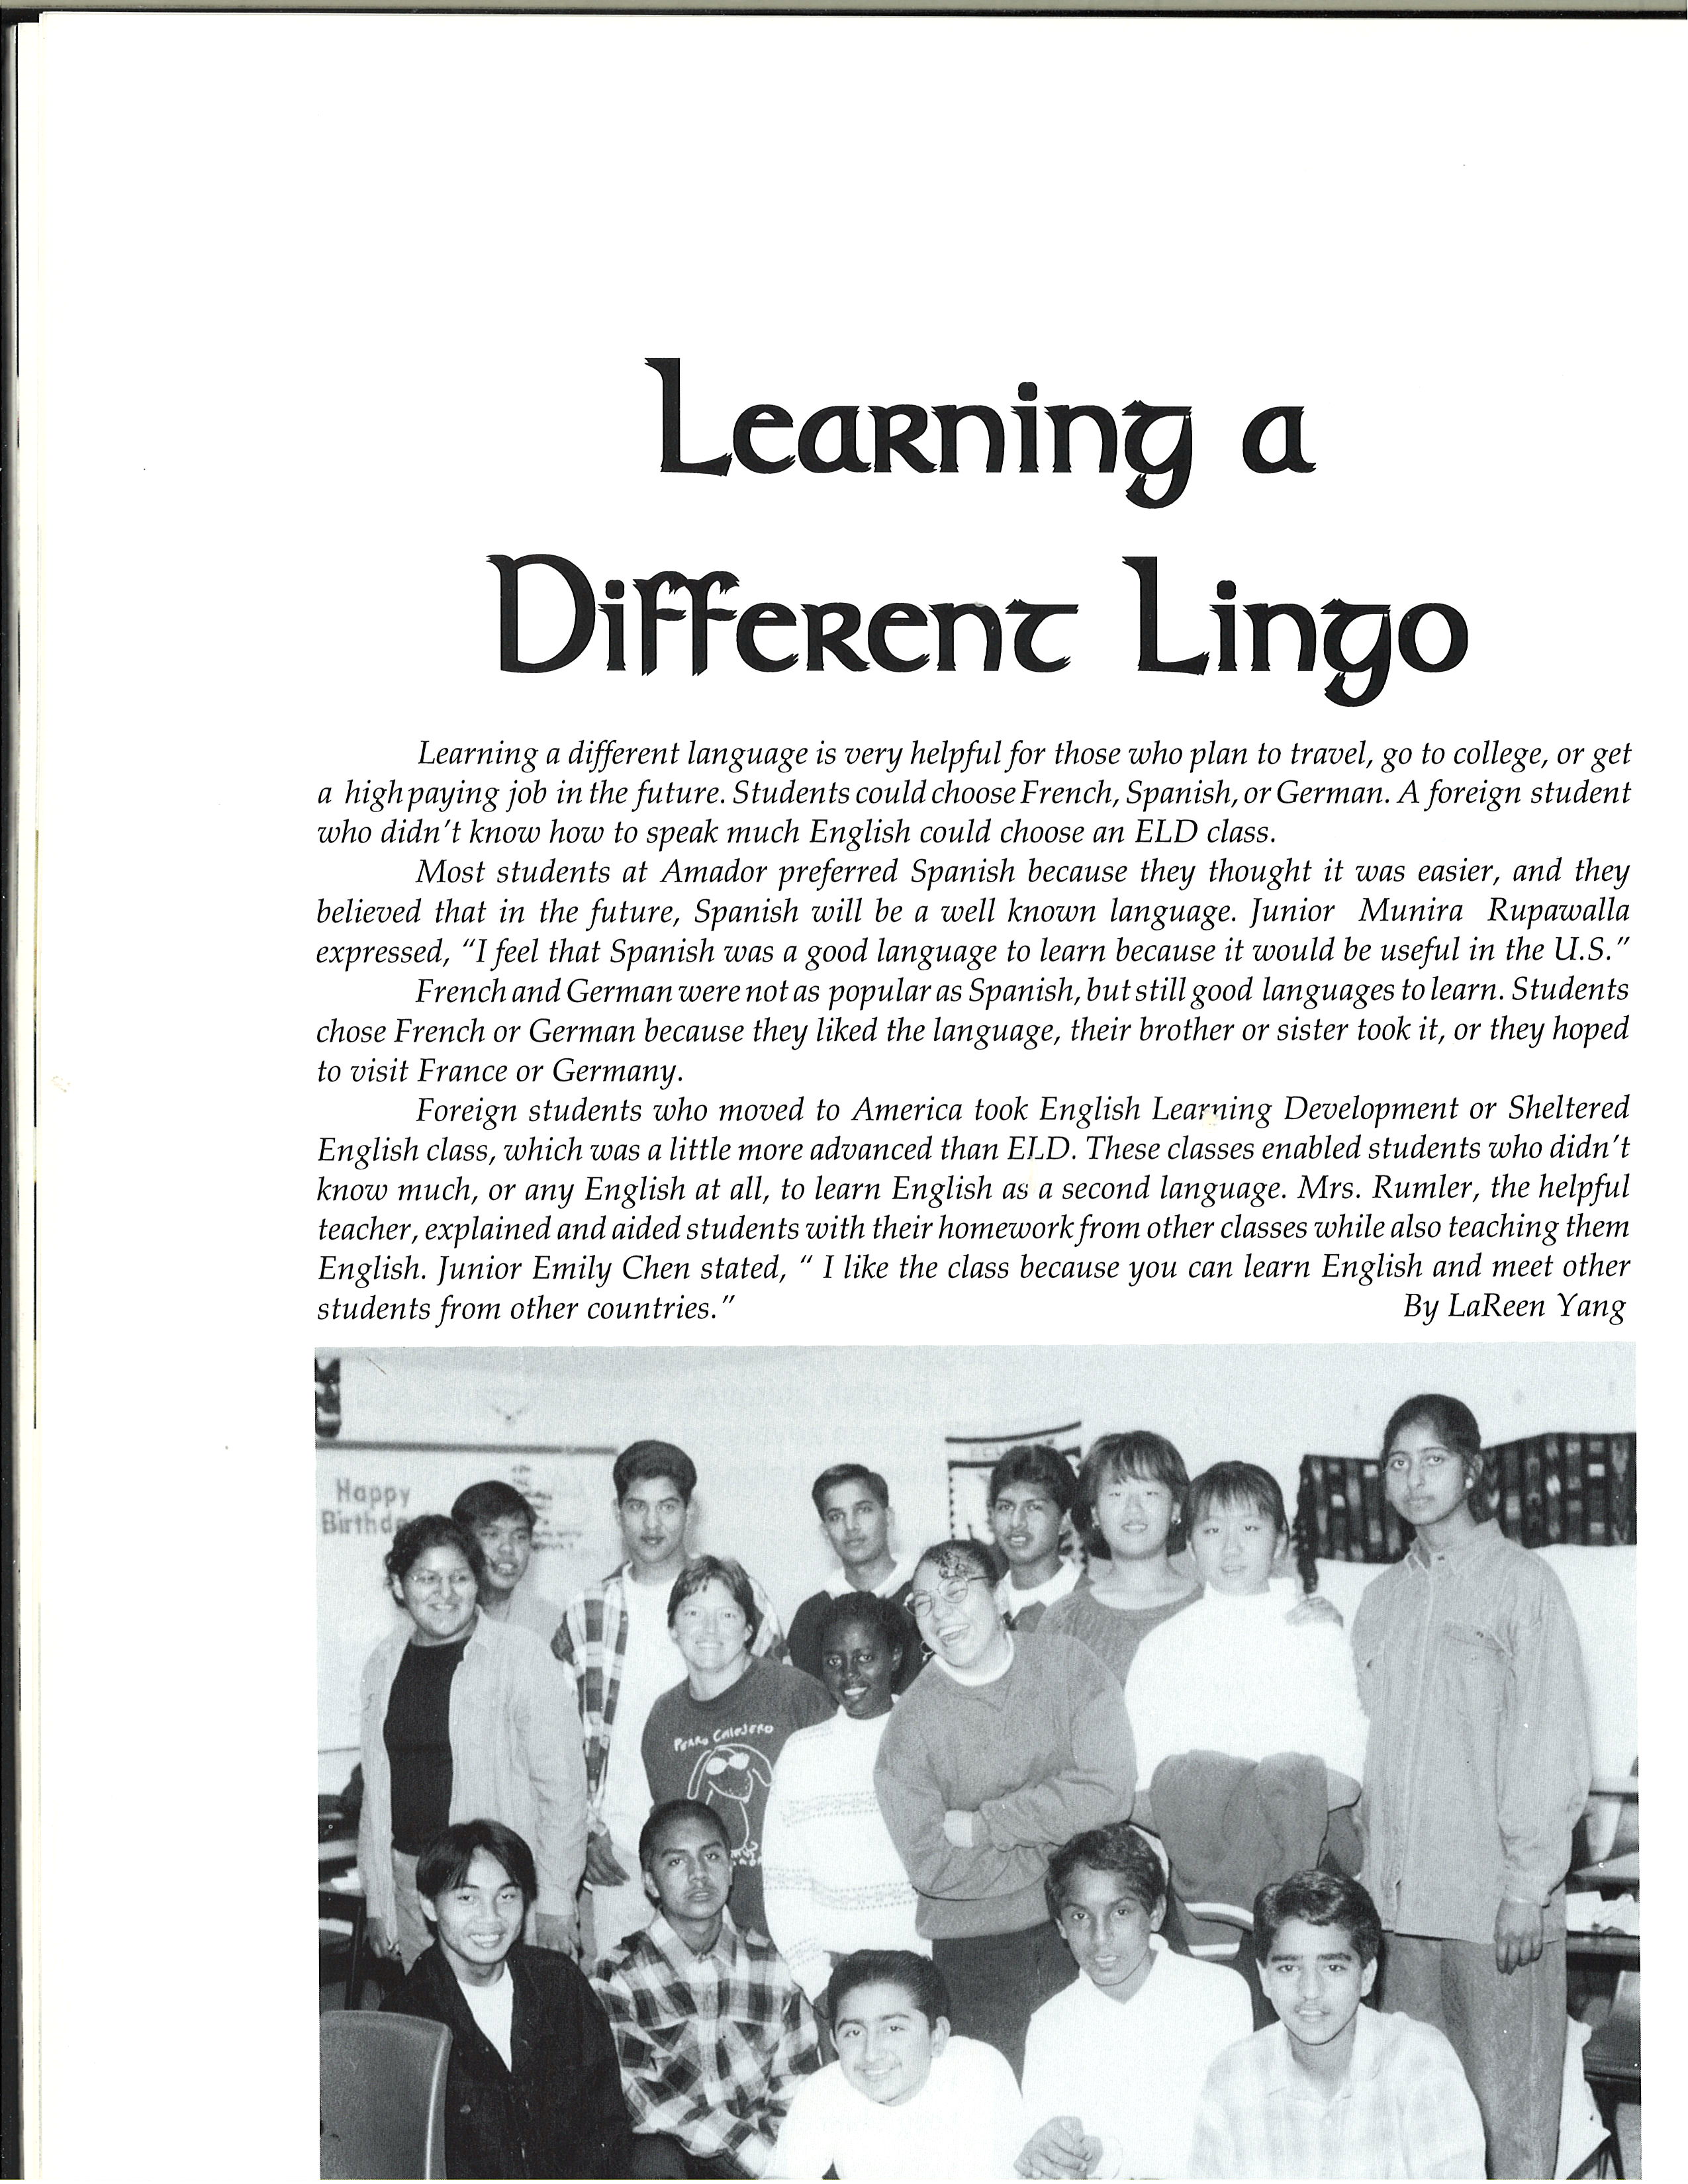 Learning a
Different Lingo
Learning a different language is very helpful for those who plan to travel, go to college, or get
a high paying job in the future. Students could choose French, Spanish, or German. A foreign student
who didn't know how to speak much English could choose an ELD class.
Most students at Amador preferred Spanish because they thought it was easier, and they
believed that in the future, Spanish will be a well known language. Junior Munira Rupawalla
expressed, “I feel that Spanish was a good language to learn because it would be useful in the U.S.”
French and German were not as popular as Spanish, but still good languages to learn. Students
chose French or German because they liked the language, their brother or sister took it, or they hoped
to visit France or Germany.
Foreign students who moved to America took English Learning Development or Sheltered
English class, which was a little more advanced than ELD. These classes enabled students who didn't
know much, or any English at all, to learn English as a second language. Mrs. Rumler, the helpful
teacher, explained and aided students with their homework from other classes while also teaching them
English. Junior Emily Chen stated, “ I like the class because you can learn English and meet other
students from other countries.”
By LaReen Yang
Happy
Birthd
Perro Callejero